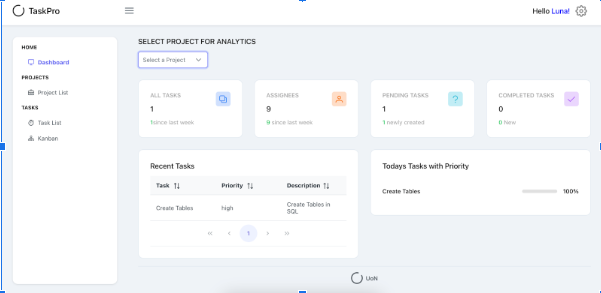 TaskPro
Hello Luna!
HOME
Dashboard
PROJECTS
Project List
TASKS
Task List
Kanban
SELECT PROJECT FOR ANALYTICS
Select a Project
ALL TASKS
1
1since last week
ASSIGNEES
9
9 since last week
PENDING TASKS
1
1 newly created
COMPLETED TASKS
0
0 New
Recent Tasks
Task Priority Description
Create Tables high Create Tables in
SQL
1
Todays Tasks with Priority
Create Tables 100%
UoN